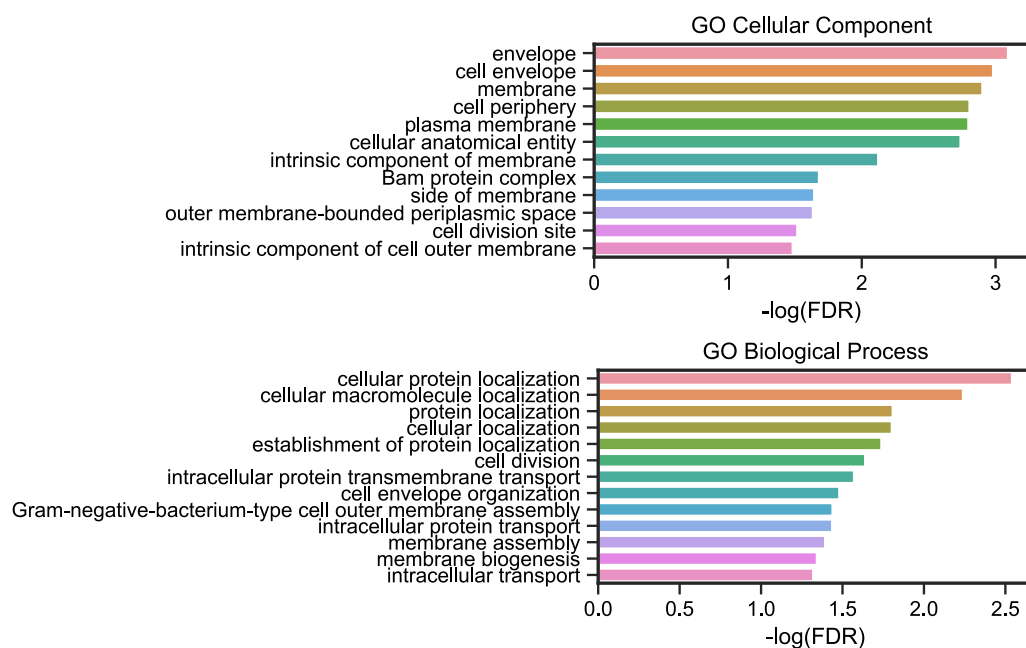 GO Cellular Component
envelope
cell envelope
membrane
cell periphery
plasma membrane
cellular anatomical entity
intrinsic component of membrane
Bam protein complex
side of membrane
outer membrane-bounded periplasmic space
cell division site
intrinsic component of cell outer membrane
0 1 2 3
-log(FDR)
GO Biological Process
cellular protein localization
cellular macromolecule localization
protein localization
cellular localization
establishment of protein localization
cell division
intracellular protein transmembrane transport
cell envelope organization
Gram-negative-bacterium-type cell outer membrane assembly
intracellular protein transport
membrane assembly
membrane biogenesis
intracellular transport
0.0 0.5 1.0 1.5 2.0 2.5
-log(FDR)